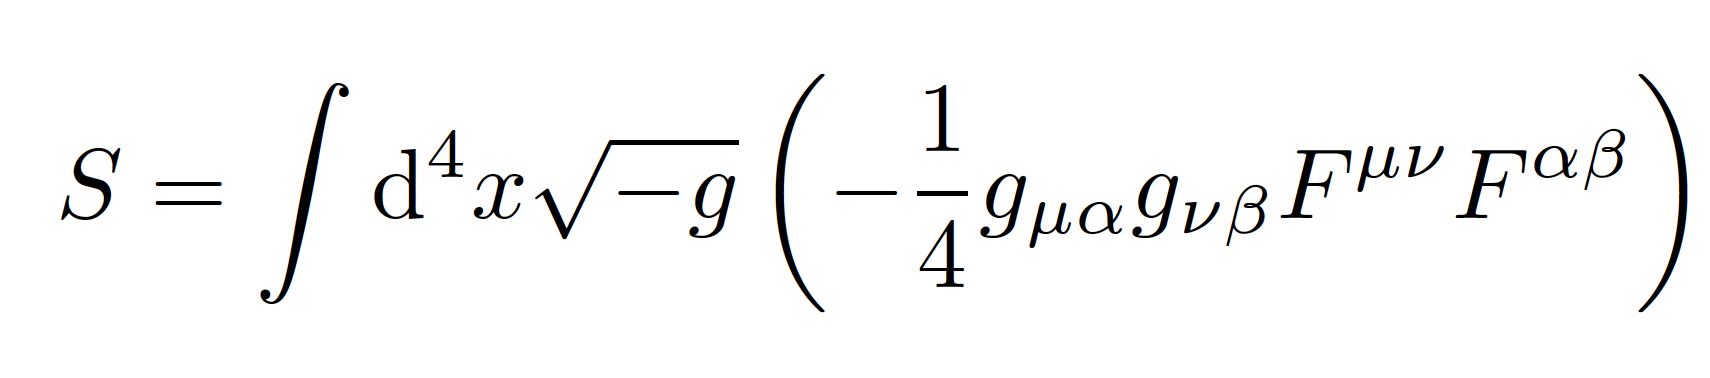 S = ∫ d⁴x√−g ( −1/4 g_{μα} g_{νβ} F^{μν} F^{αβ} )